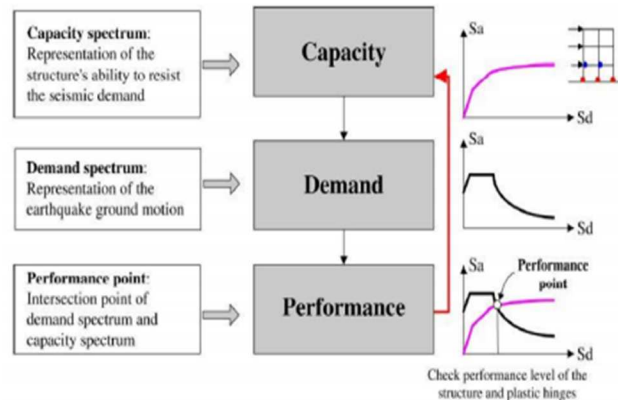 Capacity spectrum:
Representation of the
structure's ability to resist
the seismic demand
Capacity
Sa
Sd
Demand spectrum:
Representation of the
earthquake ground motion
Demand
Sa
Sd
Performance point:
Intersection point of
demand spectrum and
capacity spectrum
Performance
Sa
Performance
point
Sd
Check performance level of the
structure and plastic hinges